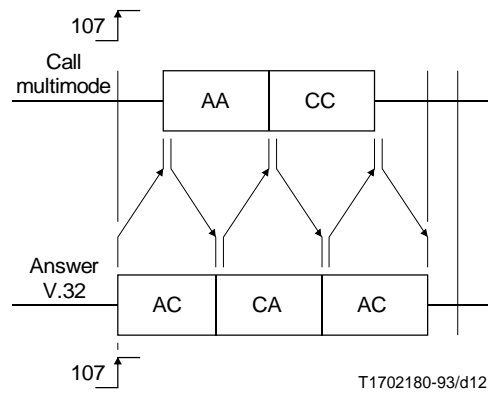 107
Call
multimode
AA CC
Answer
V.32
AC CA AC
107
T1702180-93/d12